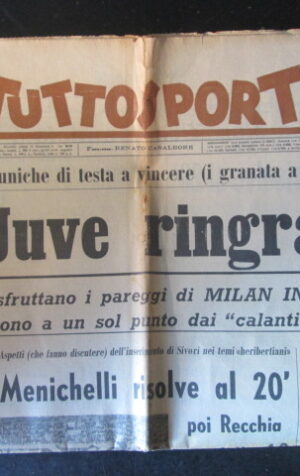 TUTTOSPORT
Fondatore: RENATO CASALBORE
uniche di testa a vincere (i granata a
Juve ringra
sfruttano i pareggi di MILAN IN
ono a un sol punto dai "calanti
Aspetti (che fanno discutere) dell'inserimento di Sivori nei temi «heribertiani»
Menichelli risolve al 20'
poi Recchia